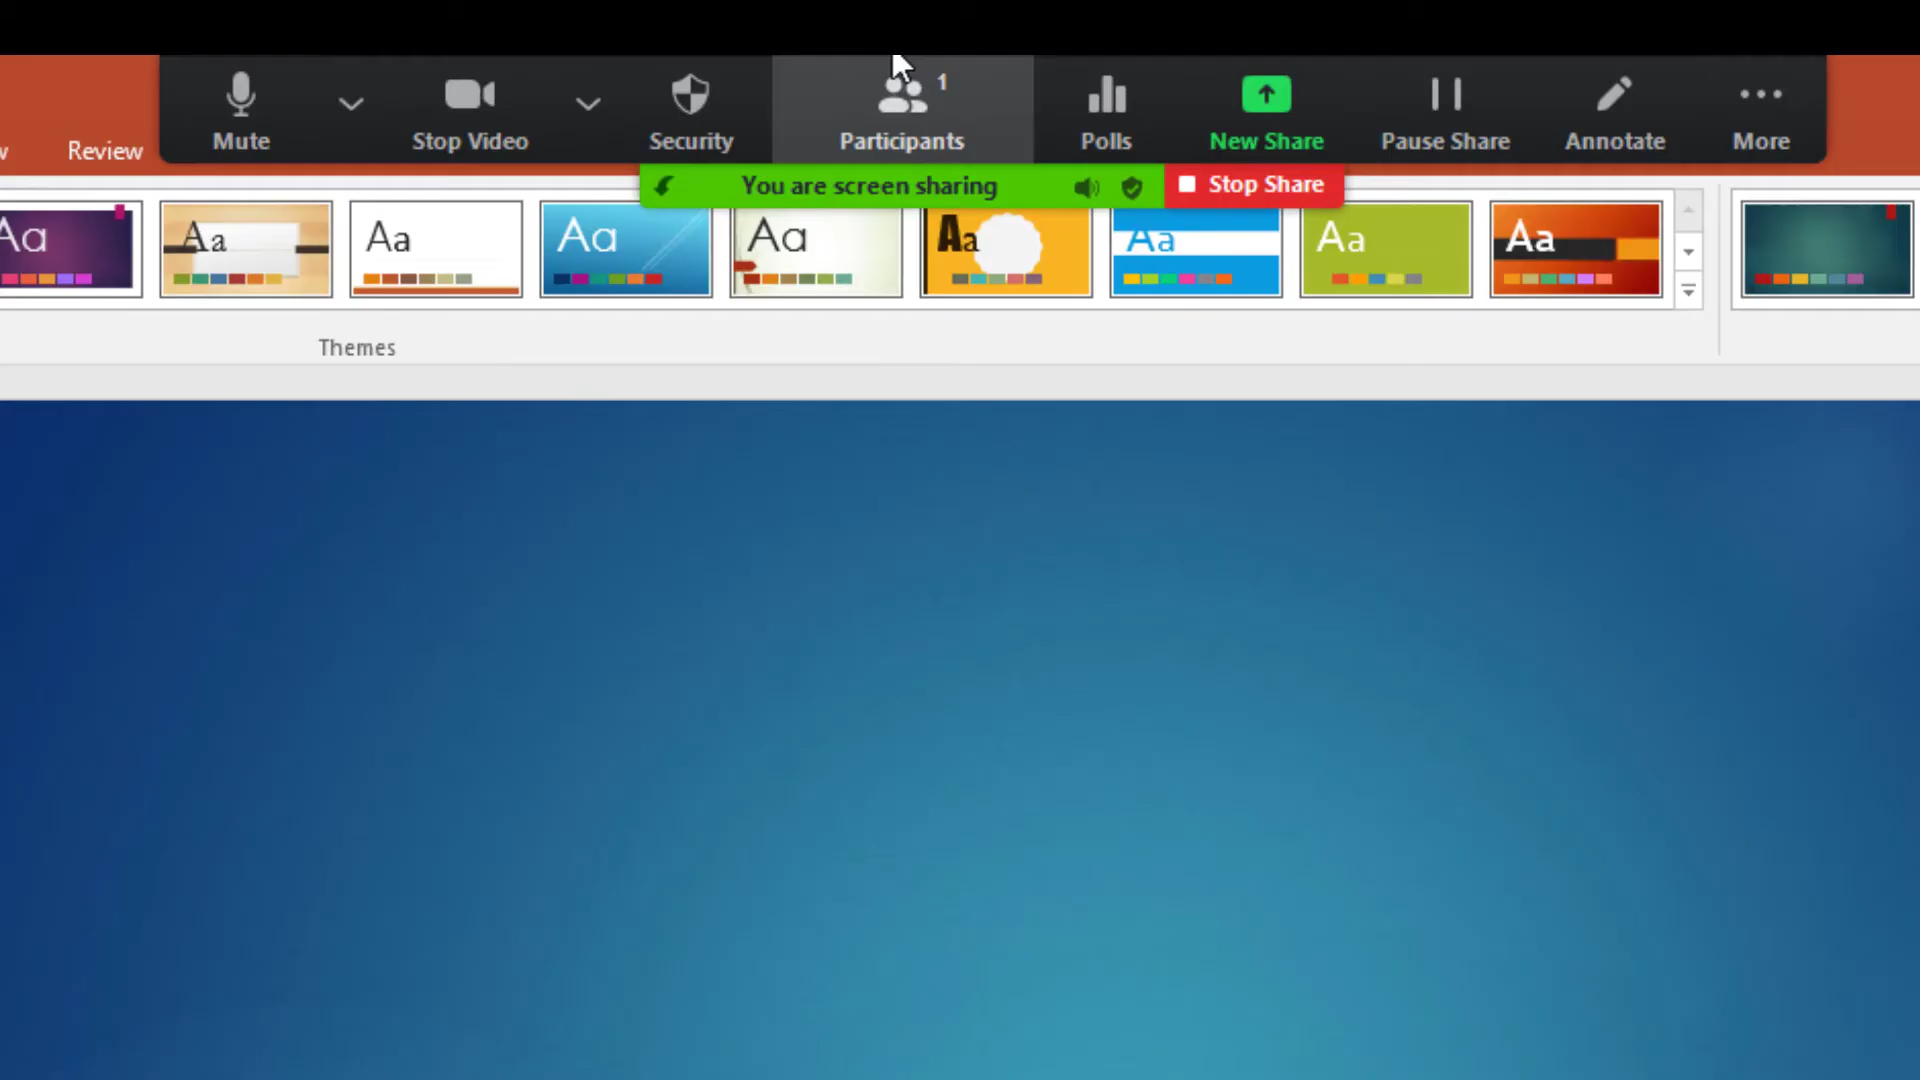 Mute
Stop Video
Security
1
Participants
Polls
New Share
Pause Share
Annotate
More
Review
You are screen sharing
Stop Share
Aa
Aa
Aa
Aa
Aa
Aa
Aa
Aa
Aa
Themes